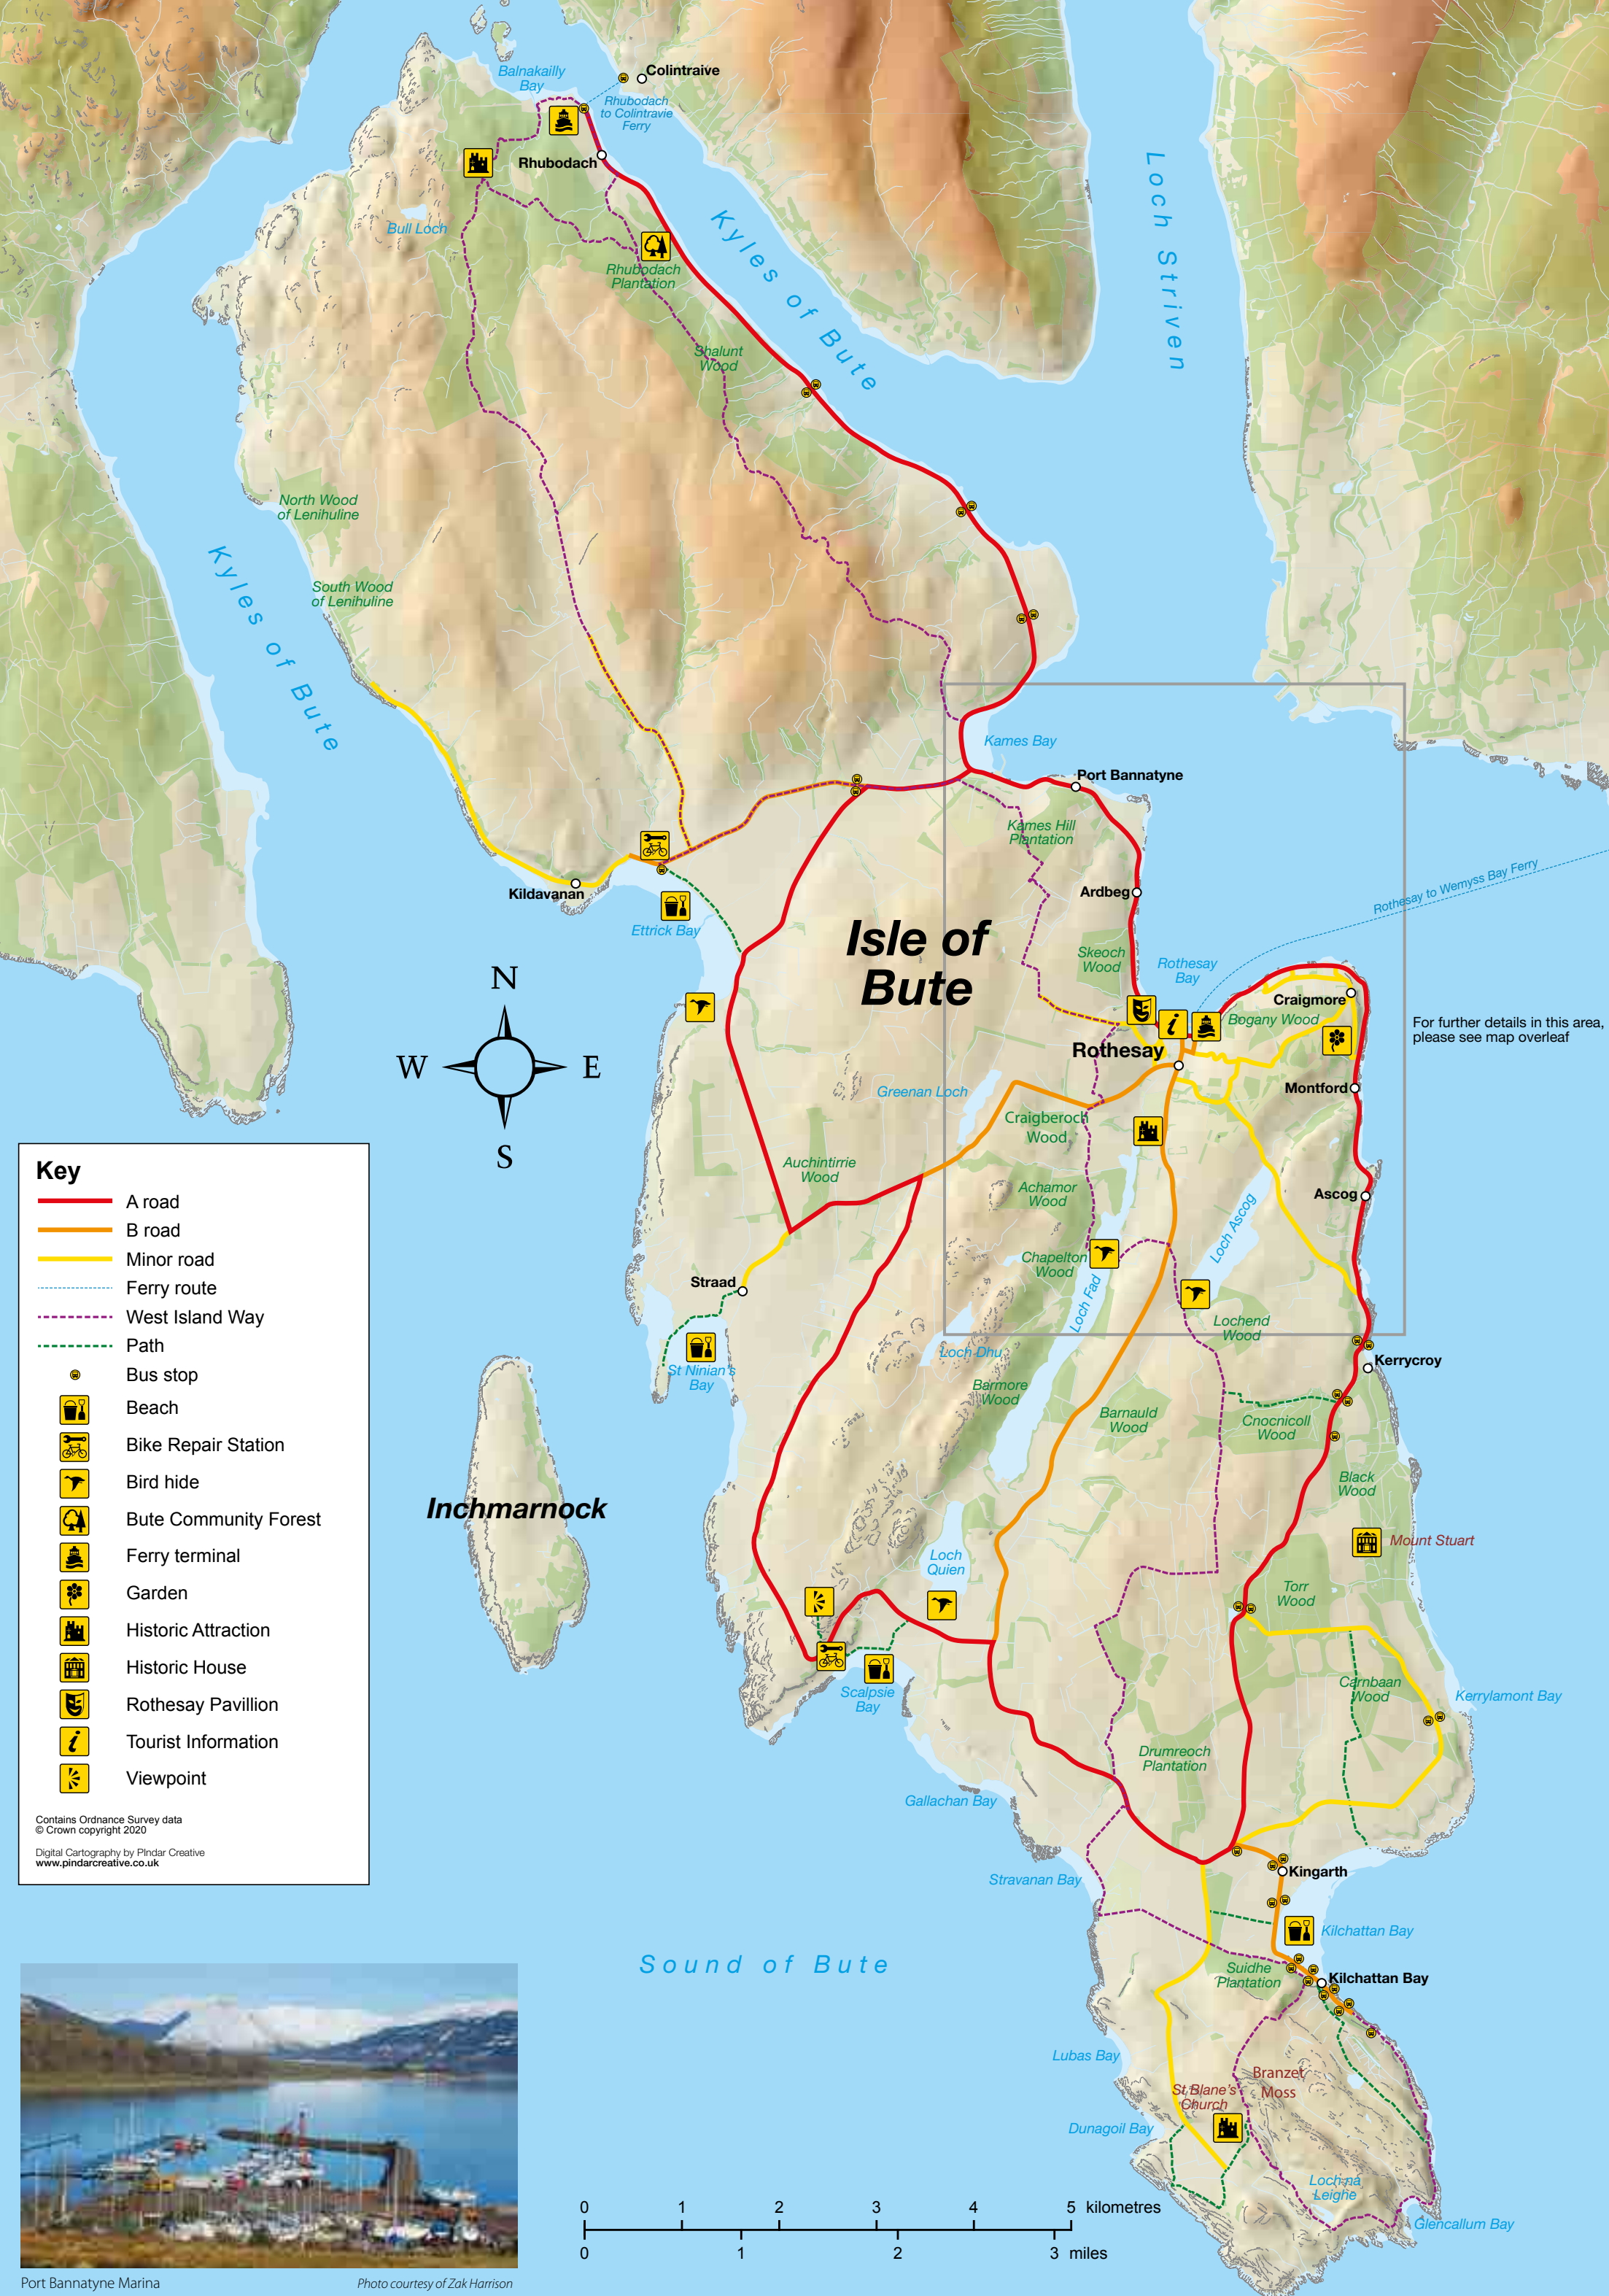 Balnakailly
Bay
Colintraive
Rhubodach
to Colintravie
Ferry
Rhubodach
Bull Loch
Rhubodach
Plantation
Kyles of Bute
Loch Striven
Shalunt
Wood
North Wood
of Lenihuline
South Wood
of Lenihuline
Kyles of Bute
Kames Bay
Port Bannatyne
Kames Hill
Plantation
Kildavanan
Ardbeg
Ettrick Bay
Isle of
Bute
Skeoch
Wood
Rothesay
Bay
Rothesay to Wemyss Bay Ferry
Craigmore
Bogany Wood
For further details in this area,
please see map overleaf
Rothesay
N
W
E
S
Greenan Loch
Montford
Craigberoch
Wood
Auchintirrie
Wood
Achamor
Wood
Ascog
Loch Ascog
Chapelton
Wood
Loch Fad
Straad
Lochend
Wood
St Ninian's
Bay
Loch Dhu
Kerrycroy
Barmore
Wood
Barnauld
Wood
Cnocnicoll
Wood
Black
Wood
Inchmarnock
Mount Stuart
Loch
Quien
Torr
Wood
Scalpsie
Bay
Carnbaan
Wood
Kerrylamont Bay
Drumreoch
Plantation
Gallachan Bay
Stravanan Bay
Kingarth
Kilchattan Bay
Sound of Bute
Suidhe
Plantation
Kilchattan Bay
Lubas Bay
Branzet
Moss
St Blane's
Church
Dunagoil Bay
Loch na
Leighe
Glencallum Bay
Key
A road
B road
Minor road
Ferry route
West Island Way
Path
Bus stop
Beach
Bike Repair Station
Bird hide
Bute Community Forest
Ferry terminal
Garden
Historic Attraction
Historic House
Rothesay Pavillion
Tourist Information
Viewpoint
Contains Ordnance Survey data
© Crown copyright 2020
Digital Cartography by PIndar Creative
www.pindarcreative.co.uk
0 1 2 3 4 5 kilometres
0 1 2 3 miles
Port Bannatyne Marina
Photo courtesy of Zak Harrison